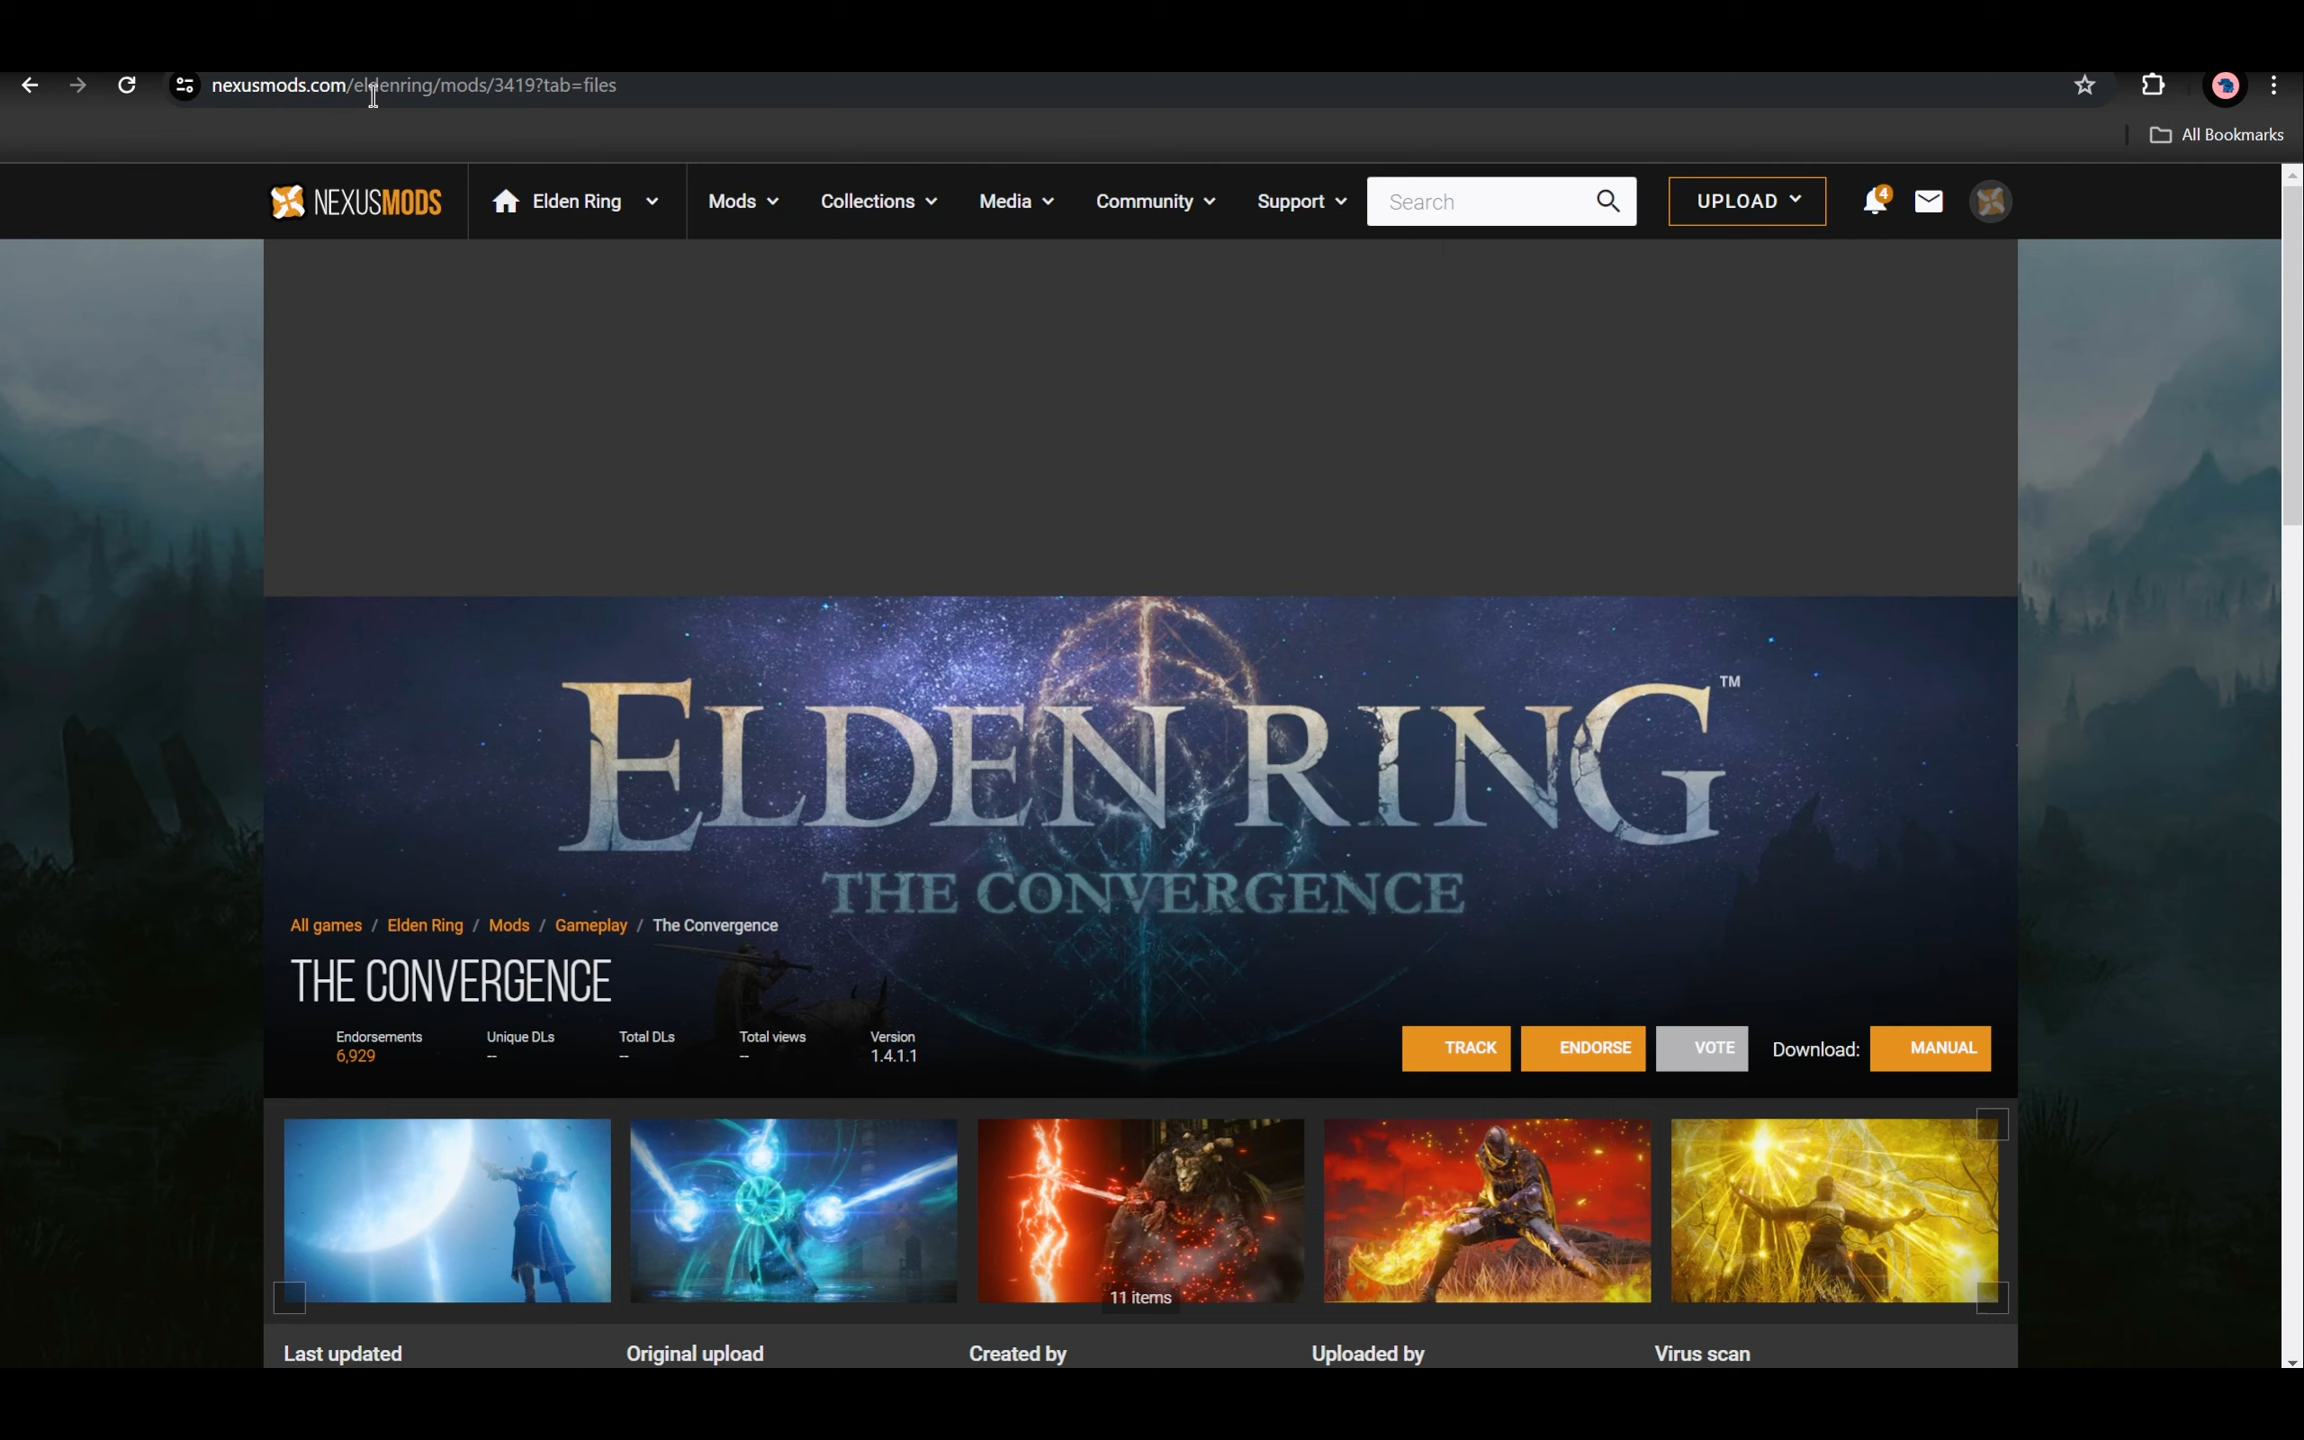 nexusmods.com/eldenring/mods/3419?tab=files
All Bookmarks
NEXUSMODS
Elden Ring
Mods
Collections
Media
Community
Support
Search
UPLOAD
4
ELDEN RING™
THE CONVERGENCE
All games / Elden Ring / Mods / Gameplay / The Convergence
THE CONVERGENCE
Endorsements Unique DLs Total DLs Total views Version
6,929 -- -- -- 1.4.1.1
TRACK
ENDORSE
VOTE
Download:
MANUAL
11 items
Last updated
Original upload
Created by
Uploaded by
Virus scan